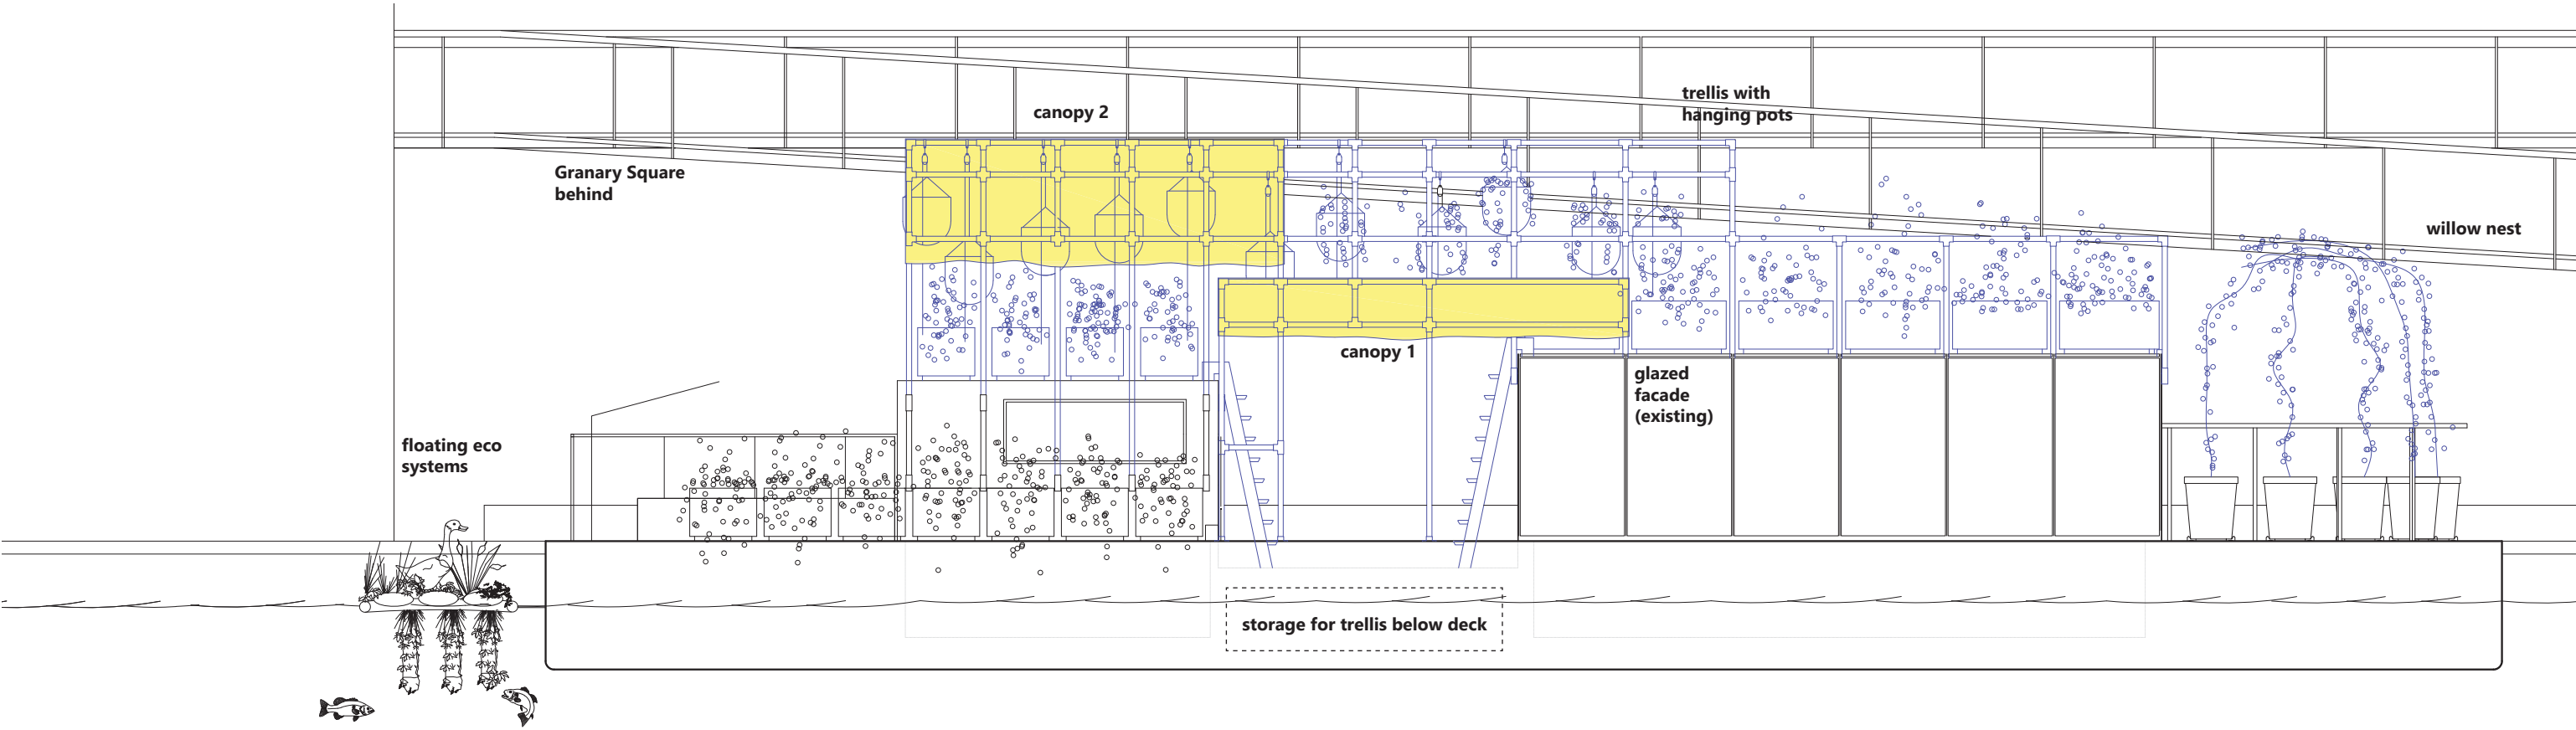 canopy 2
trellis with
hanging pots
Granary Square
behind
willow nest
canopy 1
glazed
facade
(existing)
floating eco
systems
storage for trellis below deck